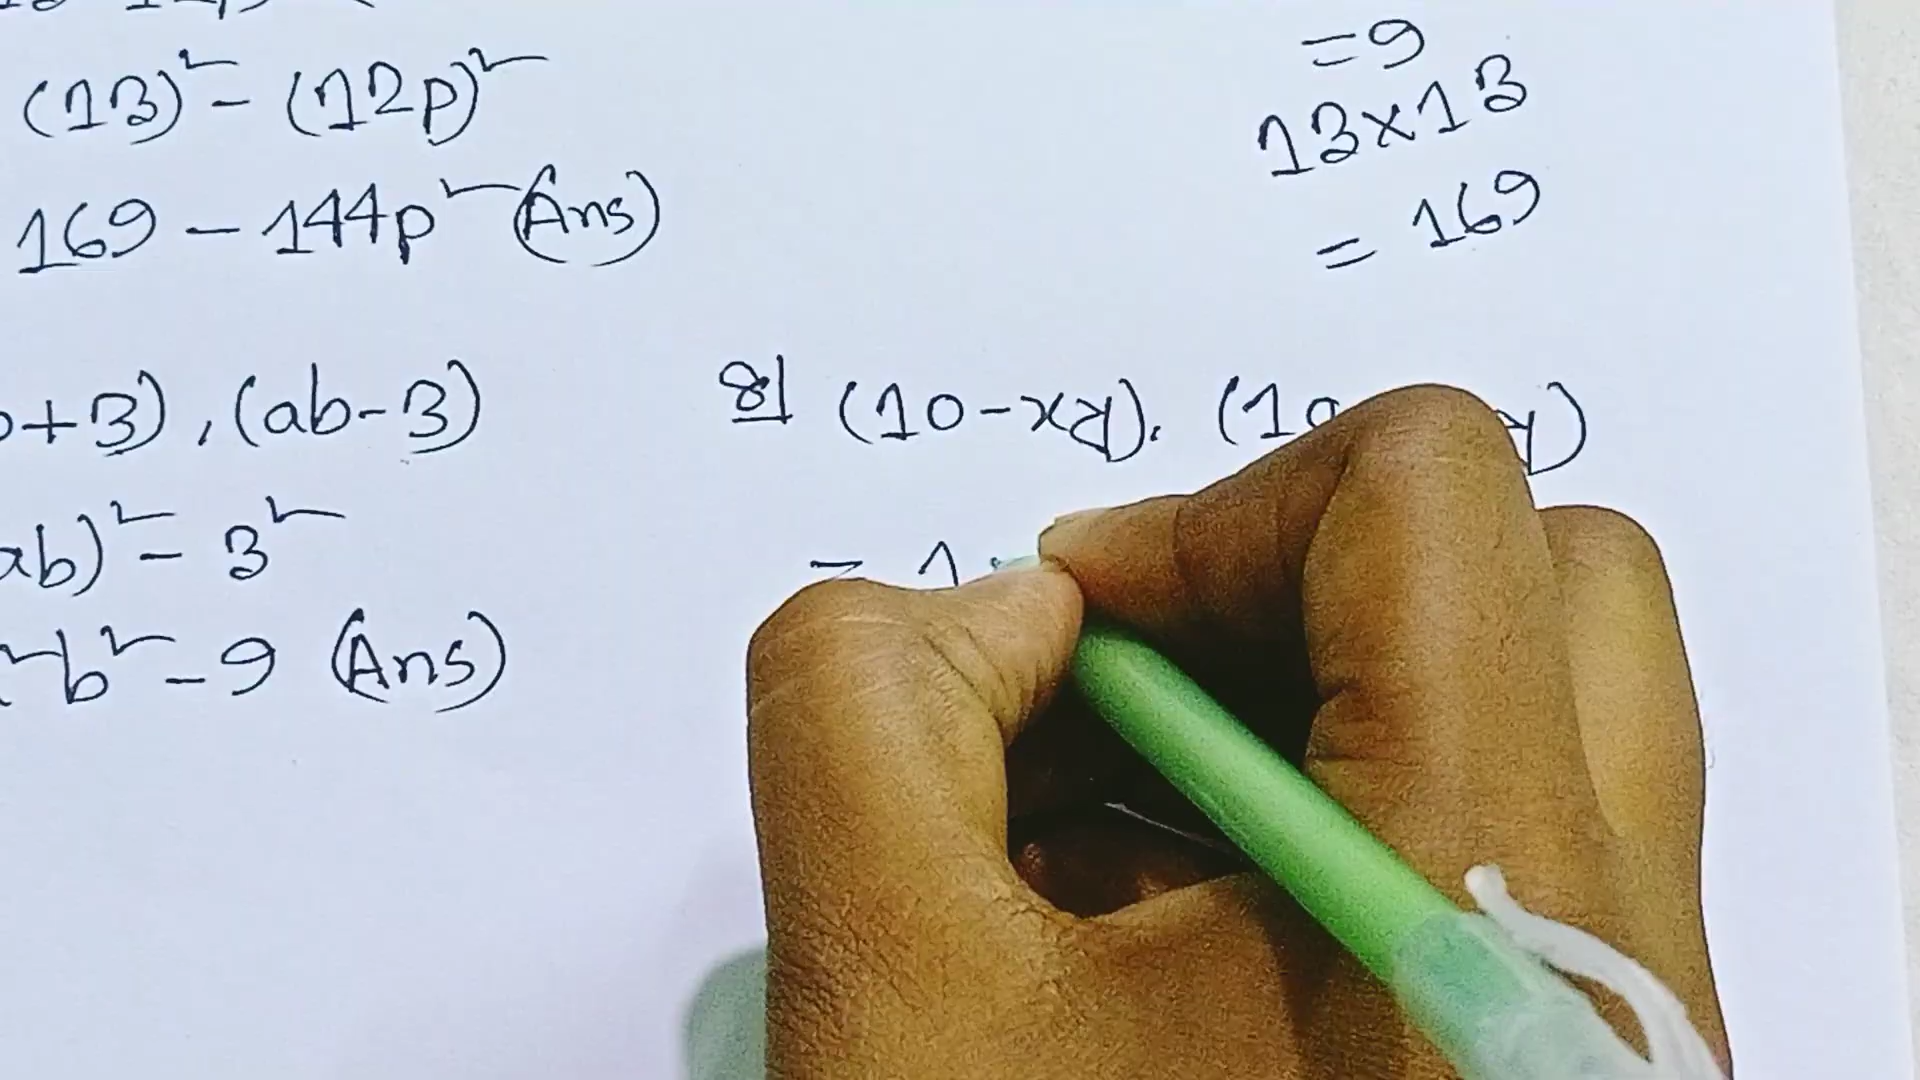 (13)² - (12p)²
169 - 144p² (Ans)
=9
13×13
= 169
+3), (ab-3)
ab)² - 3²
b² - 9 (Ans)
(10-xy), (10 y)
= 1